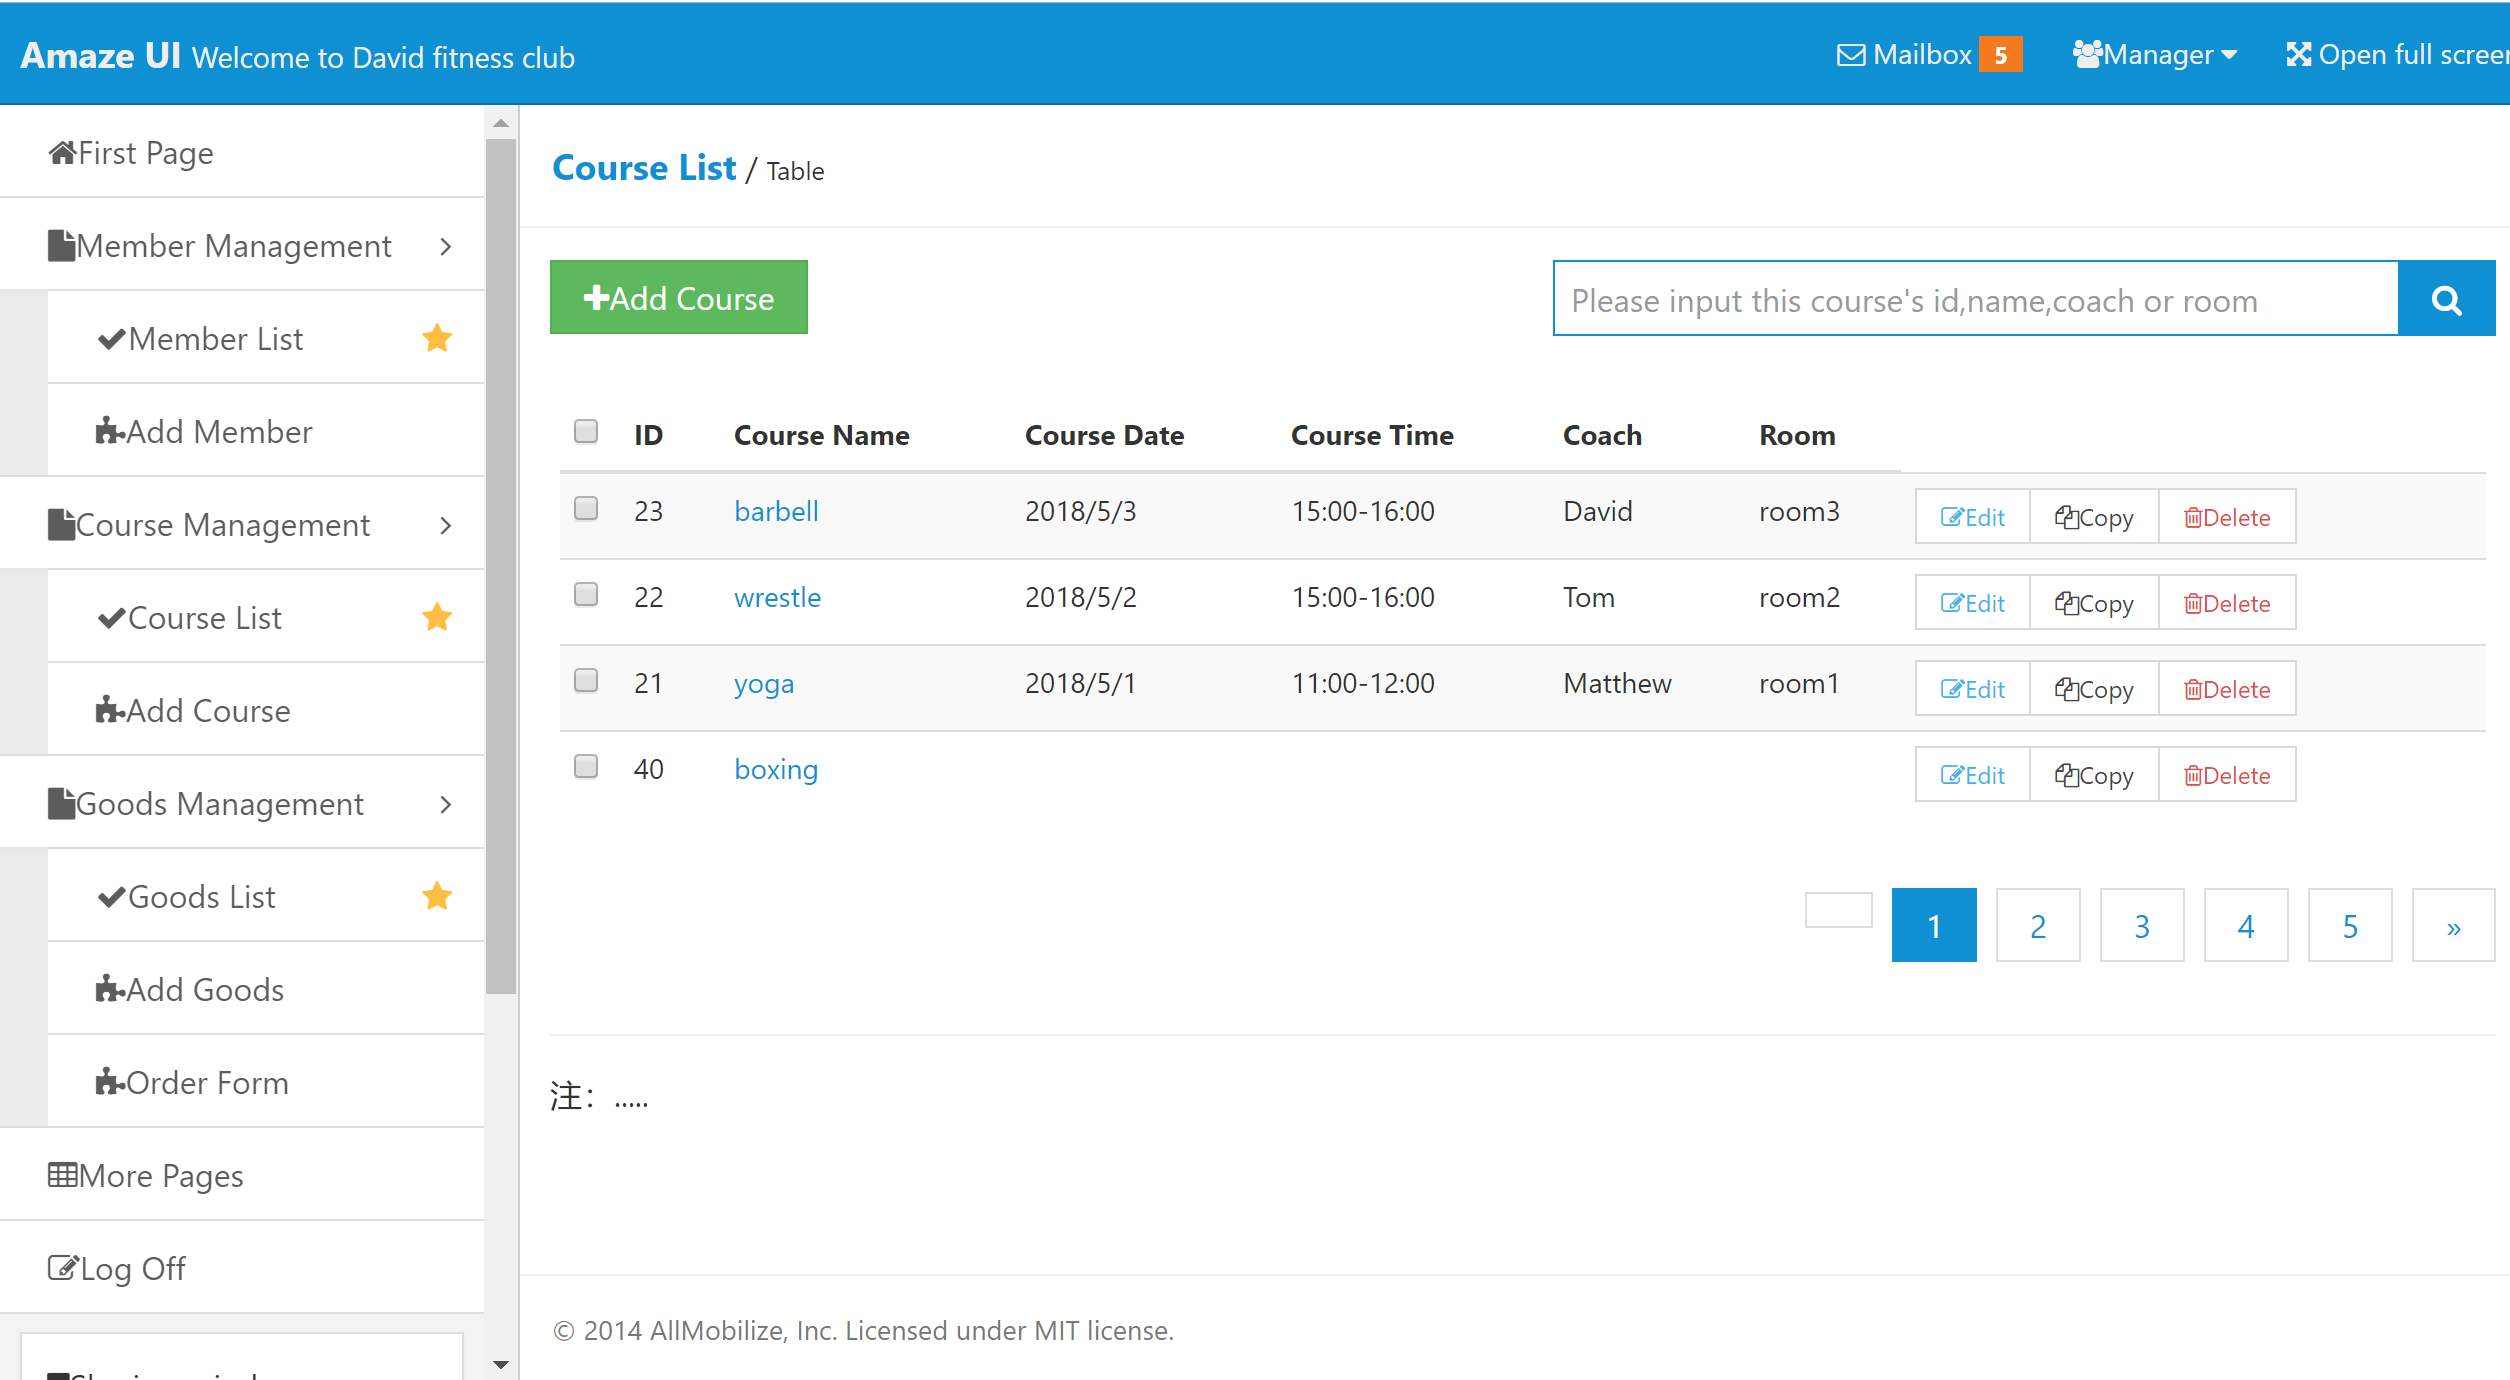 Amaze UI Welcome to David fitness club Mailbox 5 Manager Open full screen
First Page
Member Management
Member List
Add Member
Course Management
Course List
Add Course
Goods Management
Goods List
Add Goods
Order Form
More Pages
Log Off
Course List / Table
Add Course Please input this course's id,name,coach or room
ID Course Name Course Date Course Time Coach Room
23 barbell 2018/5/3 15:00-16:00 David room3 Edit Copy Delete
22 wrestle 2018/5/2 15:00-16:00 Tom room2 Edit Copy Delete
21 yoga 2018/5/1 11:00-12:00 Matthew room1 Edit Copy Delete
40 boxing Edit Copy Delete
1 2 3 4 5 »
注：.....
© 2014 AllMobilize, Inc. Licensed under MIT license.